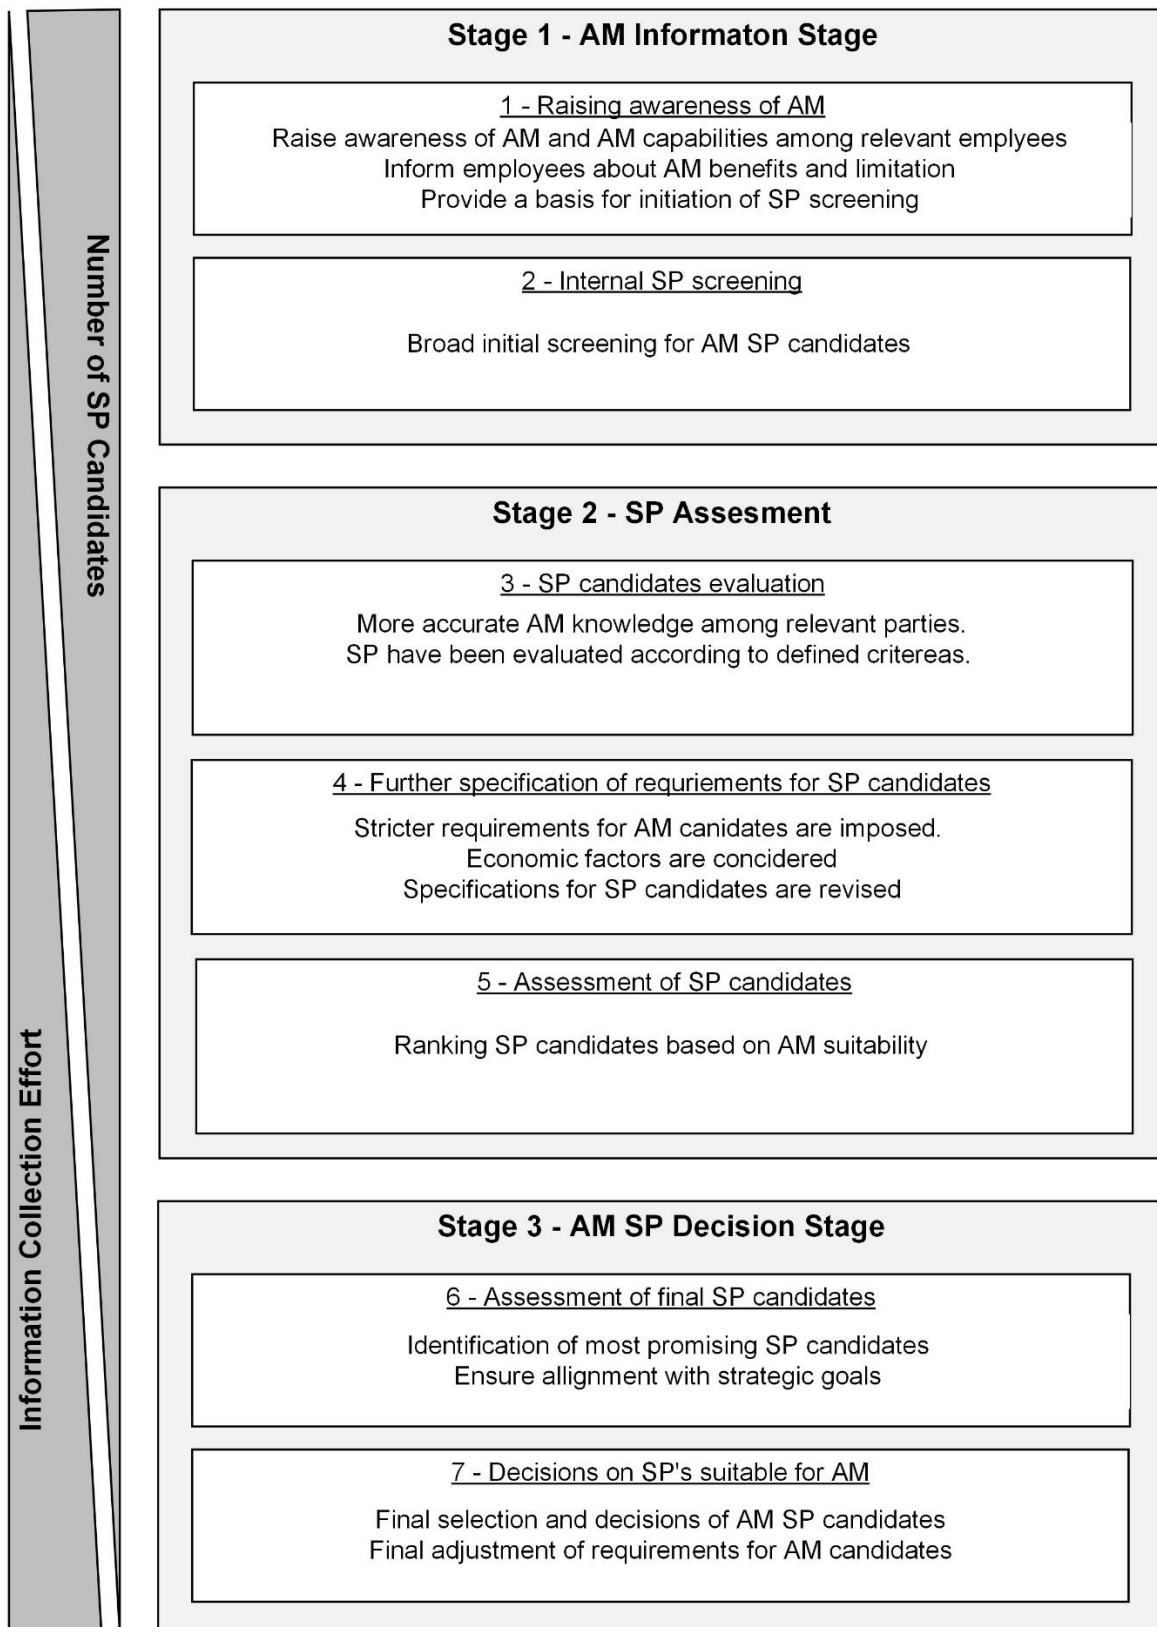 Number of SP Candidates
Information Collection Effort
Stage 1 - AM Informaton Stage
1 - Raising awareness of AM
Raise awareness of AM and AM capabilities among relevant emplyees
Inform employees about AM benefits and limitation
Provide a basis for initiation of SP screening
2 - Internal SP screening
Broad initial screening for AM SP candidates
Stage 2 - SP Assesment
3 - SP candidates evaluation
More accurate AM knowledge among relevant parties.
SP have been evaluated according to defined critereas.
4 - Further specification of requriements for SP candidates
Stricter requirements for AM canidates are imposed.
Economic factors are concidered
Specifications for SP candidates are revised
5 - Assessment of SP candidates
Ranking SP candidates based on AM suitability
Stage 3 - AM SP Decision Stage
6 - Assessment of final SP candidates
Identification of most promising SP candidates
Ensure allignment with strategic goals
7 - Decisions on SP's suitable for AM
Final selection and decisions of AM SP candidates
Final adjustment of requirements for AM candidates